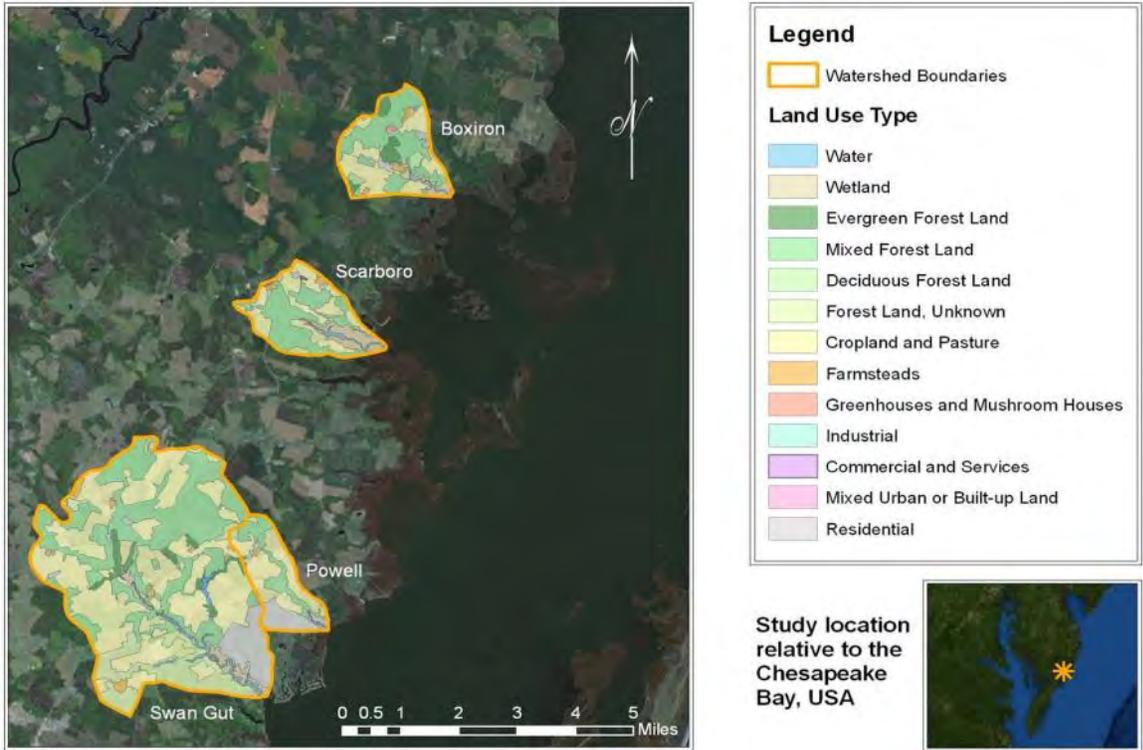 Boxiron
N
Scarboro
Powell
Swan Gut
0 0.5 1 2 3 4 5
Miles
Legend
Watershed Boundaries
Land Use Type
Water
Wetland
Evergreen Forest Land
Mixed Forest Land
Deciduous Forest Land
Forest Land, Unknown
Cropland and Pasture
Farmsteads
Greenhouses and Mushroom Houses
Industrial
Commercial and Services
Mixed Urban or Built-up Land
Residential
Study location
relative to the
Chesapeake
Bay, USA